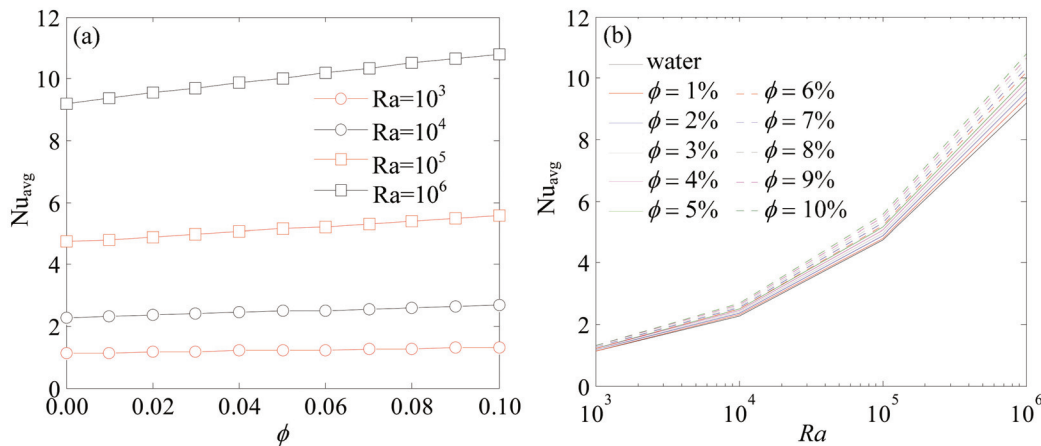 (a)
12
10
8
6
4
2
0
Nu_avg
Ra=10³
Ra=10⁴
Ra=10⁵
Ra=10⁶
0.00 0.02 0.04 0.06 0.08 0.10
ϕ
(b)
12
10
8
6
4
2
0
Nu_avg
water
ϕ = 1% ϕ = 6%
ϕ = 2% ϕ = 7%
ϕ = 3% ϕ = 8%
ϕ = 4% ϕ = 9%
ϕ = 5% ϕ = 10%
10³ 10⁴ 10⁵ 10⁶
Ra